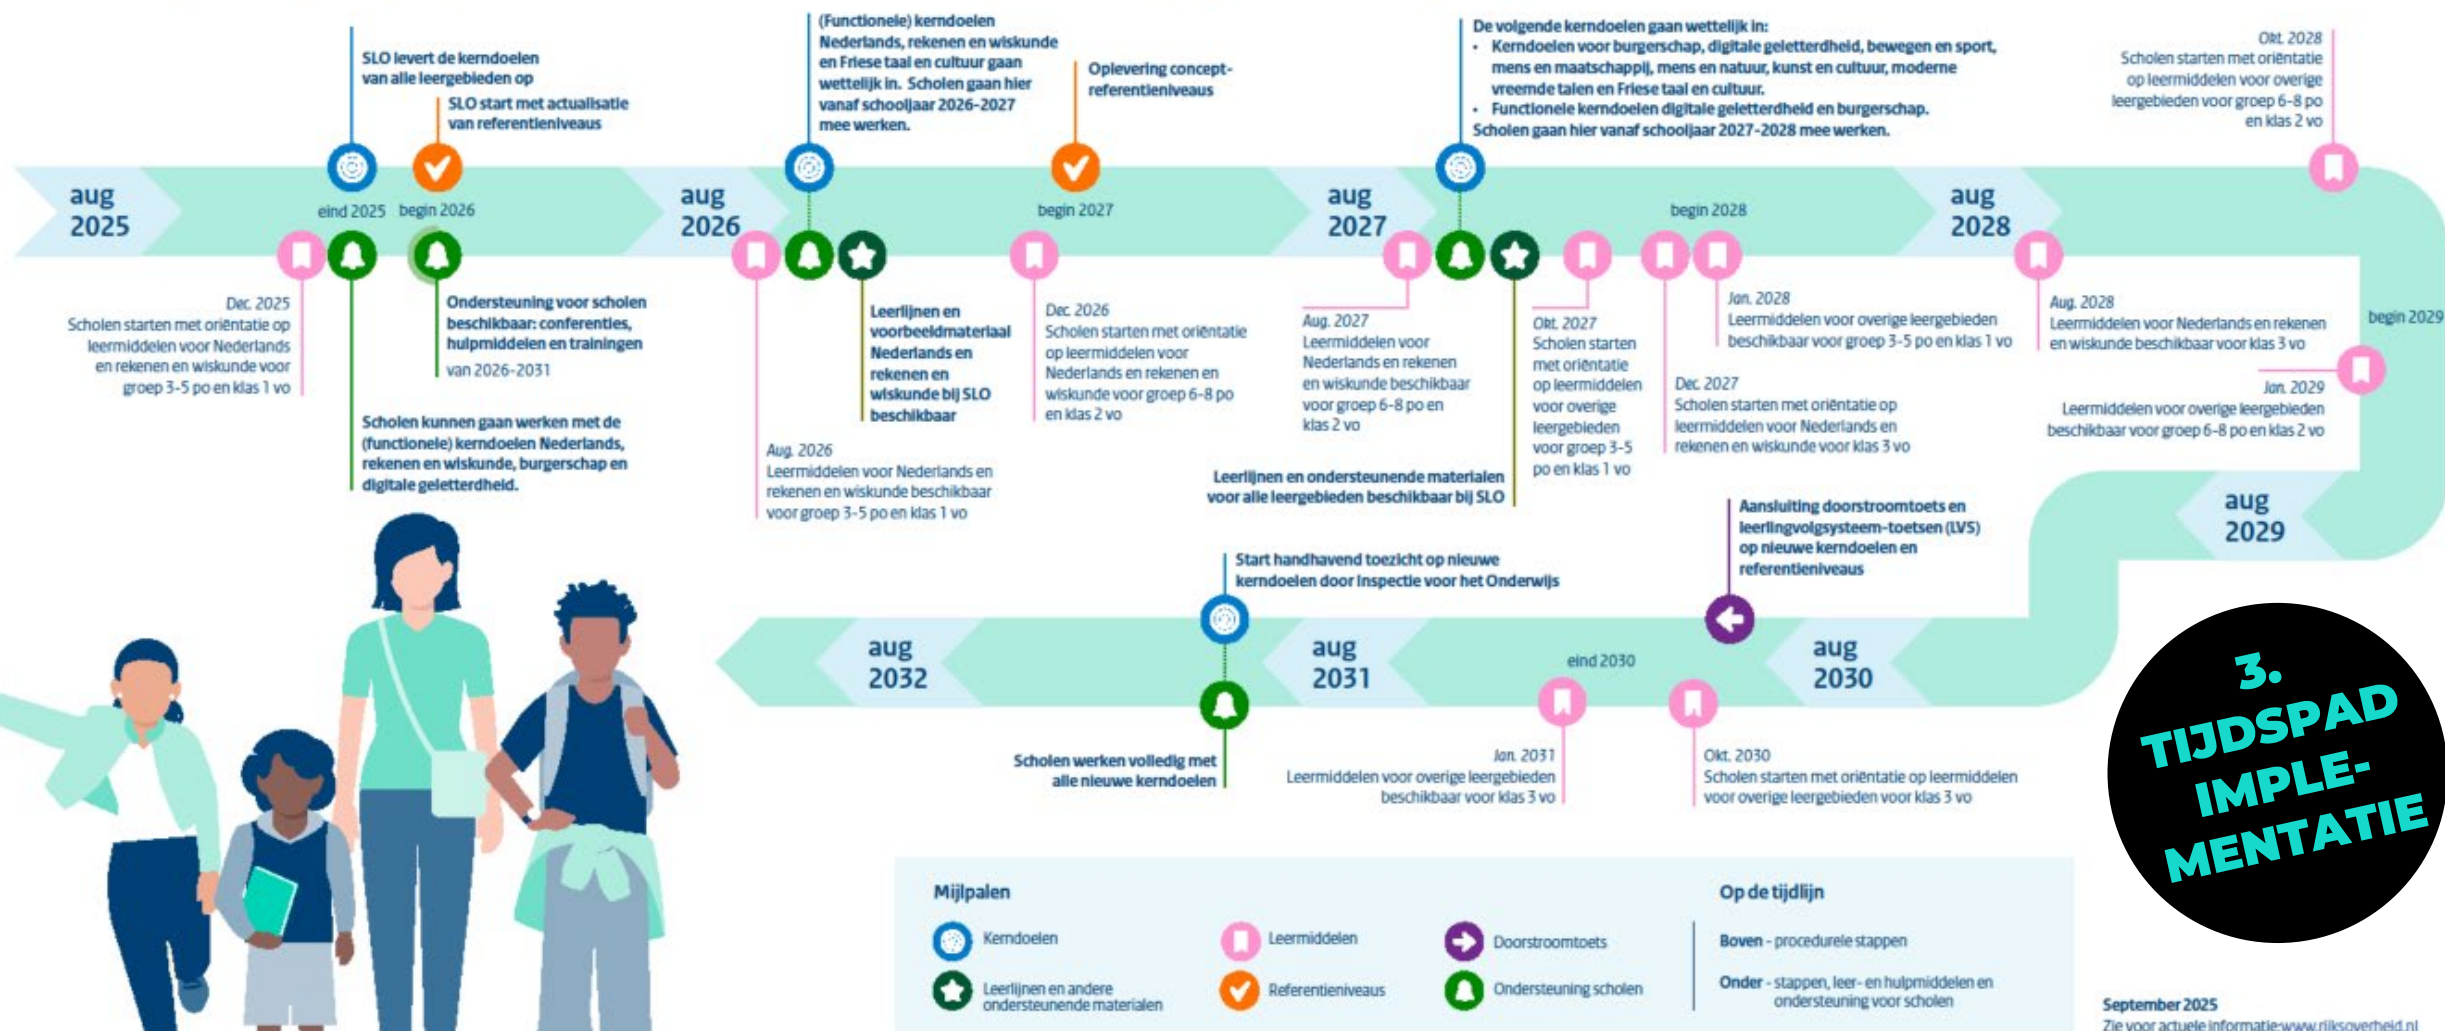 SLO levert de kerndoelen
van alle leergebieden op
SLO start met actualisatie
van referentieniveaus
(Functionele) kerndoelen
Nederlands, rekenen en wiskunde
en Friese taal en cultuur gaan
wettelijk in. Scholen gaan hier
vanaf schooljaar 2026-2027
mee werken.
Oplevering concept-
referentieniveaus
De volgende kerndoelen gaan wettelijk in:
• Kerndoelen voor burgerschap, digitale geletterdheid, bewegen en sport,
mens en maatschappij, mens en natuur, kunst en cultuur, moderne
vreemde talen en Friese taal en cultuur.
• Functionele kerndoelen digitale geletterdheid en burgerschap.
Scholen gaan hier vanaf schooljaar 2027-2028 mee werken.
Okt. 2028
Scholen starten met oriëntatie
op leermiddelen voor overige
leergebieden voor groep 6-8 po
en klas 2 vo
aug
2025
eind 2025
begin 2026
aug
2026
begin 2027
aug
2027
begin 2028
aug
2028
Dec. 2025
Scholen starten met oriëntatie op
leermiddelen voor Nederlands
en rekenen en wiskunde voor
groep 3-5 po en klas 1 vo
Scholen kunnen gaan werken met de
(functionele) kerndoelen Nederlands,
rekenen en wiskunde, burgerschap en
digitale geletterdheid.
Ondersteuning voor scholen
beschikbaar: conferenties,
hulpmiddelen en trainingen
van 2026-2031
Aug. 2026
Leermiddelen voor Nederlands en
rekenen en wiskunde beschikbaar
voor groep 3-5 po en klas 1 vo
Leerlijnen en
voorbeeldmateriaal
Nederlands en
rekenen en
wiskunde bij SLO
beschikbaar
Dec. 2026
Scholen starten met oriëntatie
op leermiddelen voor
Nederlands en rekenen en
wiskunde voor groep 6-8 po
en klas 2 vo
Aug. 2027
Leermiddelen voor
Nederlands en rekenen
en wiskunde beschikbaar
voor groep 6-8 po en
klas 2 vo
Leerlijnen en ondersteunende materialen
voor alle leergebieden beschikbaar bij SLO
Okt. 2027
Scholen starten
met oriëntatie
op leermiddelen
voor overige
leergebieden
voor groep 3-5
po en klas 1 vo
Dec. 2027
Scholen starten met oriëntatie op
leermiddelen voor Nederlands en
rekenen en wiskunde voor klas 3 vo
Jan. 2028
Leermiddelen voor overige leergebieden
beschikbaar voor groep 3-5 po en klas 1 vo
Aug. 2028
Leermiddelen voor Nederlands en rekenen
en wiskunde beschikbaar voor klas 3 vo
begin 2029
Jan. 2029
Leermiddelen voor overige leergebieden
beschikbaar voor groep 6-8 po en klas 2 vo
aug
2029
Aansluiting doorstroomtoets en
leerlingvolgsysteem-toetsen (LVS)
op nieuwe kerndoelen en
referentieniveaus
Start handhavend toezicht op nieuwe
kerndoelen door Inspectie voor het Onderwijs
aug
2032
aug
2031
eind 2030
aug
2030
Scholen werken volledig met
alle nieuwe kerndoelen
Jan. 2031
Leermiddelen voor overige leergebieden
beschikbaar voor klas 3 vo
Okt. 2030
Scholen starten met oriëntatie op leermiddelen
voor overige leergebieden voor klas 3 vo
3.
TIJDSPAD
IMPLE-
MENTATIE
Mijlpalen
Kerndoelen
Leermiddelen
Doorstroomtoets
Leerlijnen en andere
ondersteunende materialen
Referentieniveaus
Ondersteuning scholen
Op de tijdlijn
Boven - procedurele stappen
Onder - stappen, leer- en hulpmiddelen en
ondersteuning voor scholen
September 2025
Zie voor actuele informatie:www.rijksoverheid.nl